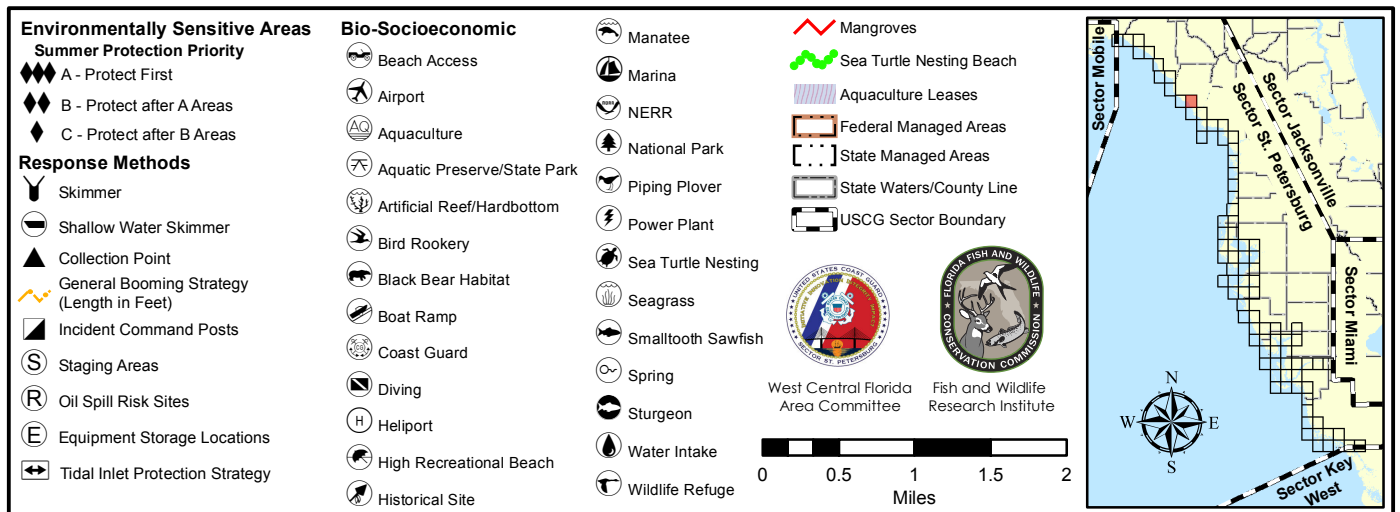 Environmentally Sensitive Areas
Summer Protection Priority
A - Protect First
B - Protect after A Areas
C - Protect after B Areas
Response Methods
Skimmer
Shallow Water Skimmer
Collection Point
General Booming Strategy
(Length in Feet)
Incident Command Posts
S Staging Areas
R Oil Spill Risk Sites
E Equipment Storage Locations
Tidal Inlet Protection Strategy
Bio-Socioeconomic
Beach Access
Airport
AQ Aquaculture
Aquatic Preserve/State Park
Artificial Reef/Hardbottom
Bird Rookery
Black Bear Habitat
Boat Ramp
CG Coast Guard
Diving
H Heliport
High Recreational Beach
Historical Site
Manatee
Marina
NERR
National Park
Piping Plover
Power Plant
Sea Turtle Nesting
Seagrass
Smalltooth Sawfish
Spring
Sturgeon
Water Intake
Wildlife Refuge
Mangroves
Sea Turtle Nesting Beach
Aquaculture Leases
Federal Managed Areas
State Managed Areas
State Waters/County Line
USCG Sector Boundary
UNITED STATES COAST GUARD
SECTOR ST. PETERSBURG
FLORIDA FISH AND WILDLIFE
CONSERVATION COMMISSION
West Central Florida
Area Committee
Fish and Wildlife
Research Institute
0 0.5 1 1.5 2
Miles
Sector Mobile
Sector Jacksonville
Sector St. Petersburg
Sector Miami
Sector Key
West
N
W E
S